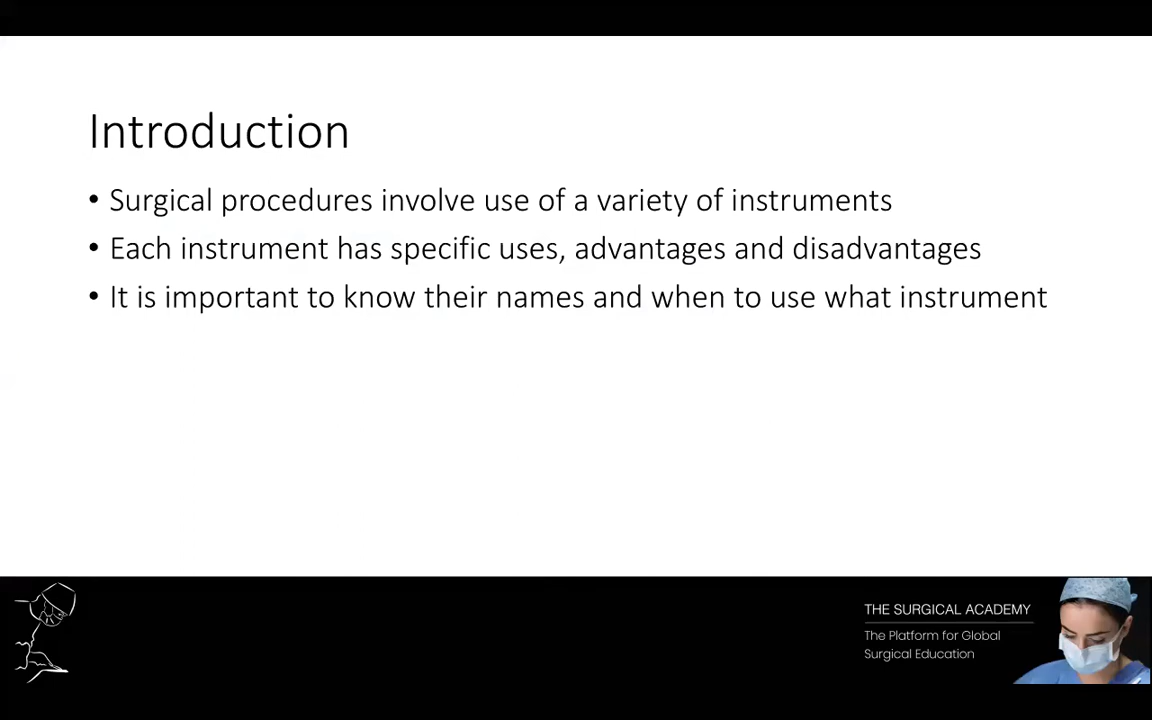 Introduction
• Surgical procedures involve use of a variety of instruments
• Each instrument has specific uses, advantages and disadvantages
• It is important to know their names and when to use what instrument
THE SURGICAL ACADEMY
The Platform for Global
Surgical Education